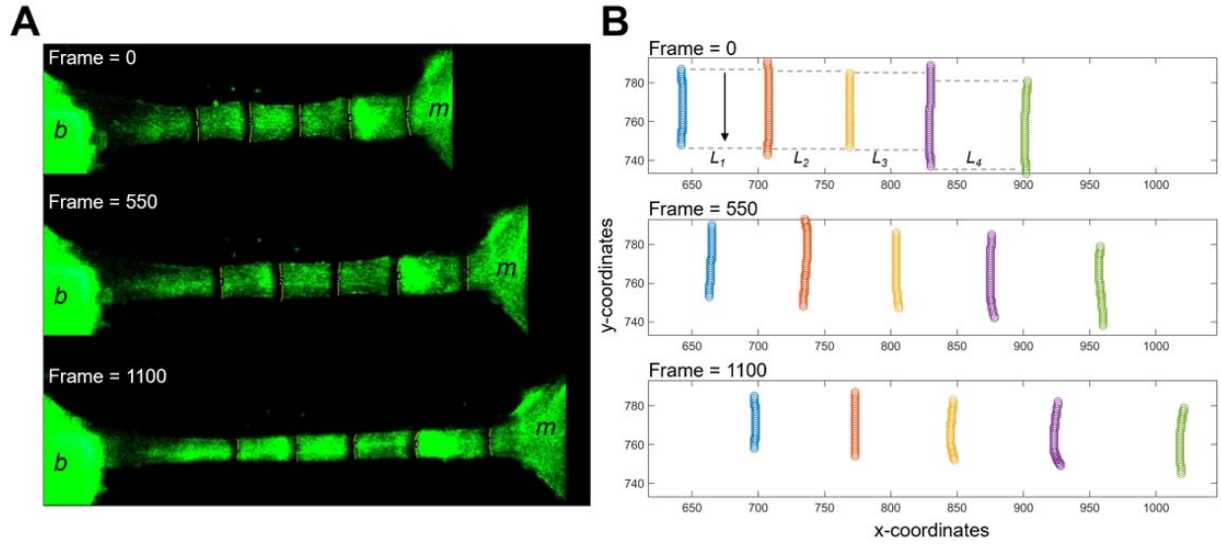 A
Frame = 0
b
m
Frame = 550
b
m
Frame = 1100
b
m
B
Frame = 0
780
760
740
L1
L2
L3
L4
650 700 750 800 850 900 950 1000
Frame = 550
780
760
740
650 700 750 800 850 900 950 1000
Frame = 1100
780
760
740
650 700 750 800 850 900 950 1000
y-coordinates
x-coordinates